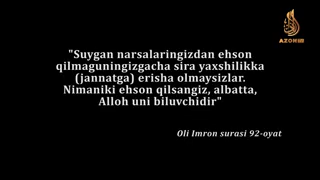 AZON.UZ
"Suygan narsalaringizdan ehson
qilmaguningizgacha sira yaxshilikka
(jannatga) erisha olmaysizlar.
Nimaniki ehson qilsangiz, albatta,
Alloh uni biluvchidir"
Oli Imron surasi 92-oyat